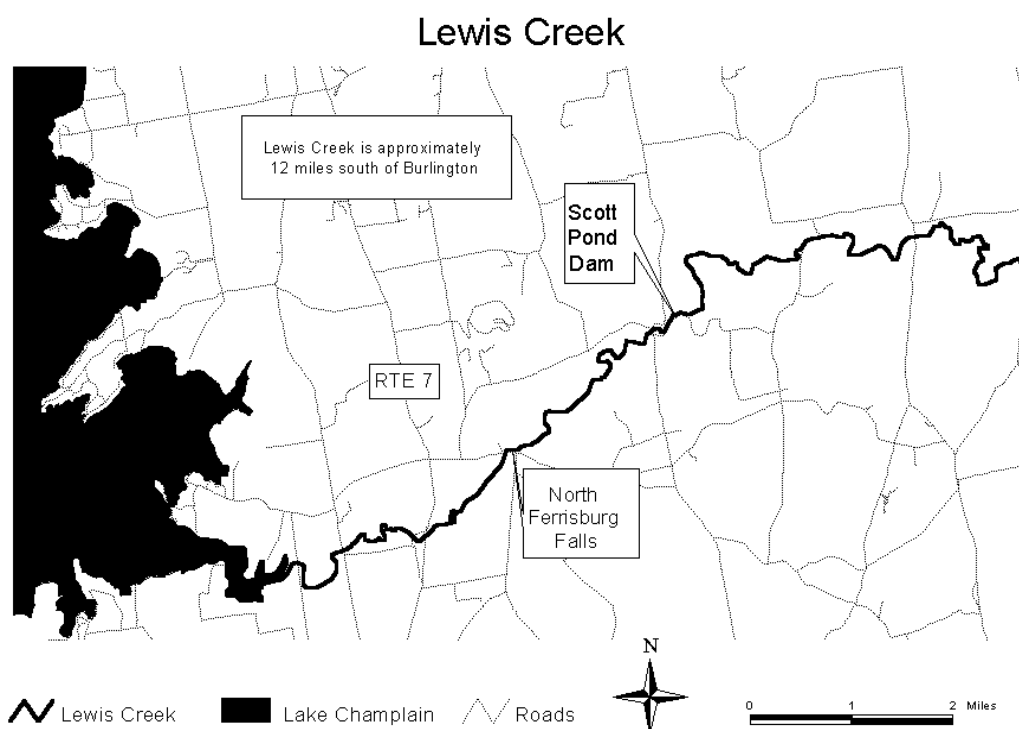 Lewis Creek
Lewis Creek is approximately
12 miles south of Burlington
Scott
Pond
Dam
RTE 7
North
Ferrisburg
Falls
N
Lewis Creek
Lake Champlain
Roads
0 1 2 Miles